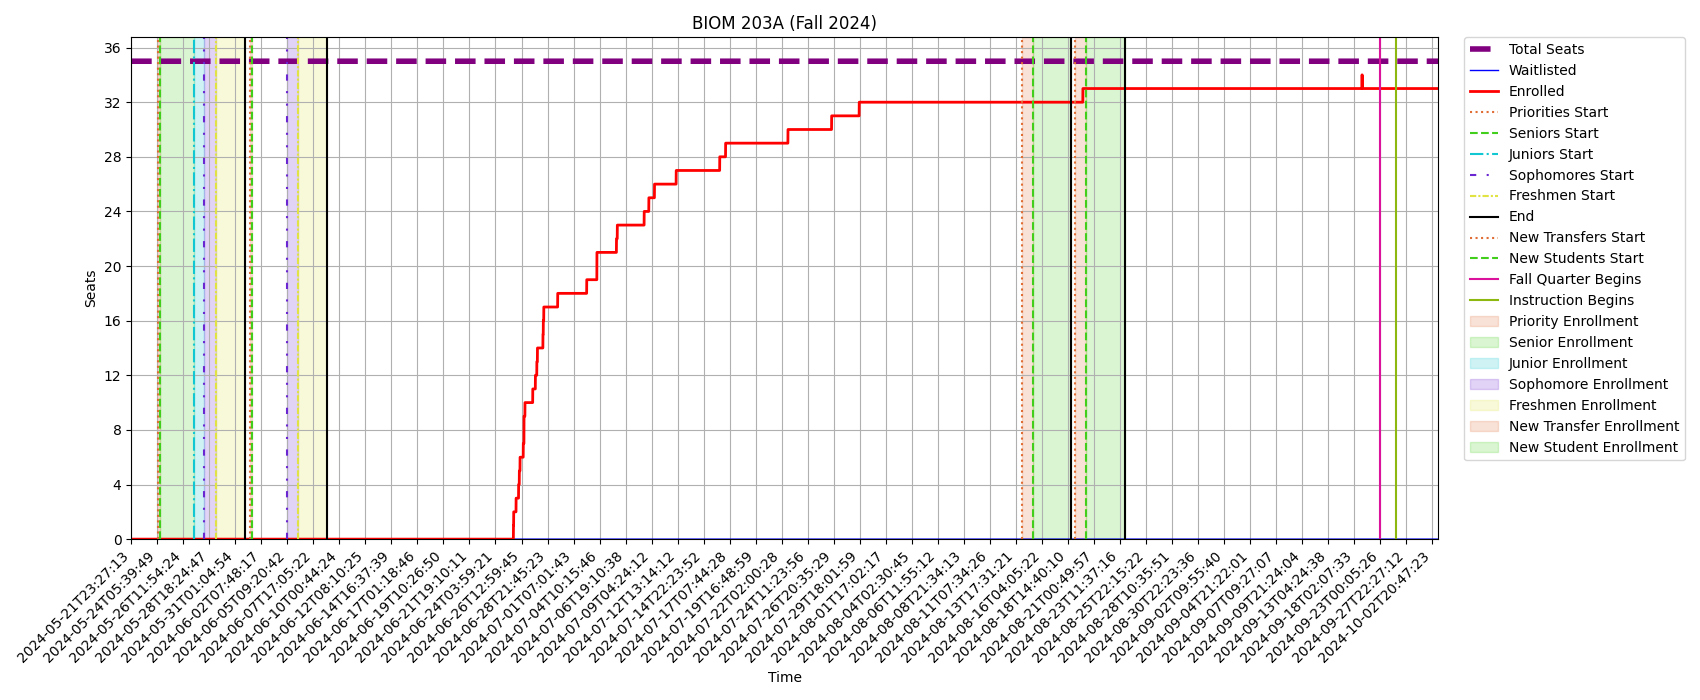 BIOM 203A (Fall 2024)
Seats
36
32
28
24
20
16
12
8
4
0
2024-05-21T23:27:13
2024-05-24T05:39:49
2024-05-26T11:54:24
2024-05-28T18:24:47
2024-05-31T01:04:54
2024-06-02T07:48:17
2024-06-05T09:20:42
2024-06-07T17:05:22
2024-06-10T00:44:24
2024-06-12T08:10:25
2024-06-14T16:37:39
2024-06-17T01:18:46
2024-06-19T10:26:50
2024-06-21T19:10:11
2024-06-24T03:59:21
2024-06-26T12:59:45
2024-06-28T21:45:23
2024-07-01T07:01:43
2024-07-04T10:15:46
2024-07-06T19:10:38
2024-07-09T04:24:12
2024-07-12T13:14:12
2024-07-14T22:23:52
2024-07-17T07:44:28
2024-07-19T16:48:59
2024-07-22T02:00:28
2024-07-24T11:23:56
2024-07-26T20:35:29
2024-07-29T18:01:59
2024-08-01T17:02:17
2024-08-04T02:30:45
2024-08-06T11:55:12
2024-08-08T21:34:13
2024-08-11T07:34:26
2024-08-13T17:31:21
2024-08-16T04:05:22
2024-08-18T14:40:10
2024-08-21T00:49:57
2024-08-23T11:37:16
2024-08-25T22:15:22
2024-08-28T10:35:51
2024-08-30T22:23:36
2024-09-02T09:55:40
2024-09-04T21:22:01
2024-09-07T09:27:07
2024-09-09T21:24:04
2024-09-13T04:24:38
2024-09-18T02:07:33
2024-09-23T00:05:26
2024-09-27T22:27:12
2024-10-02T20:47:23
Time
Total Seats
Waitlisted
Enrolled
Priorities Start
Seniors Start
Juniors Start
Sophomores Start
Freshmen Start
End
New Transfers Start
New Students Start
Fall Quarter Begins
Instruction Begins
Priority Enrollment
Senior Enrollment
Junior Enrollment
Sophomore Enrollment
Freshmen Enrollment
New Transfer Enrollment
New Student Enrollment